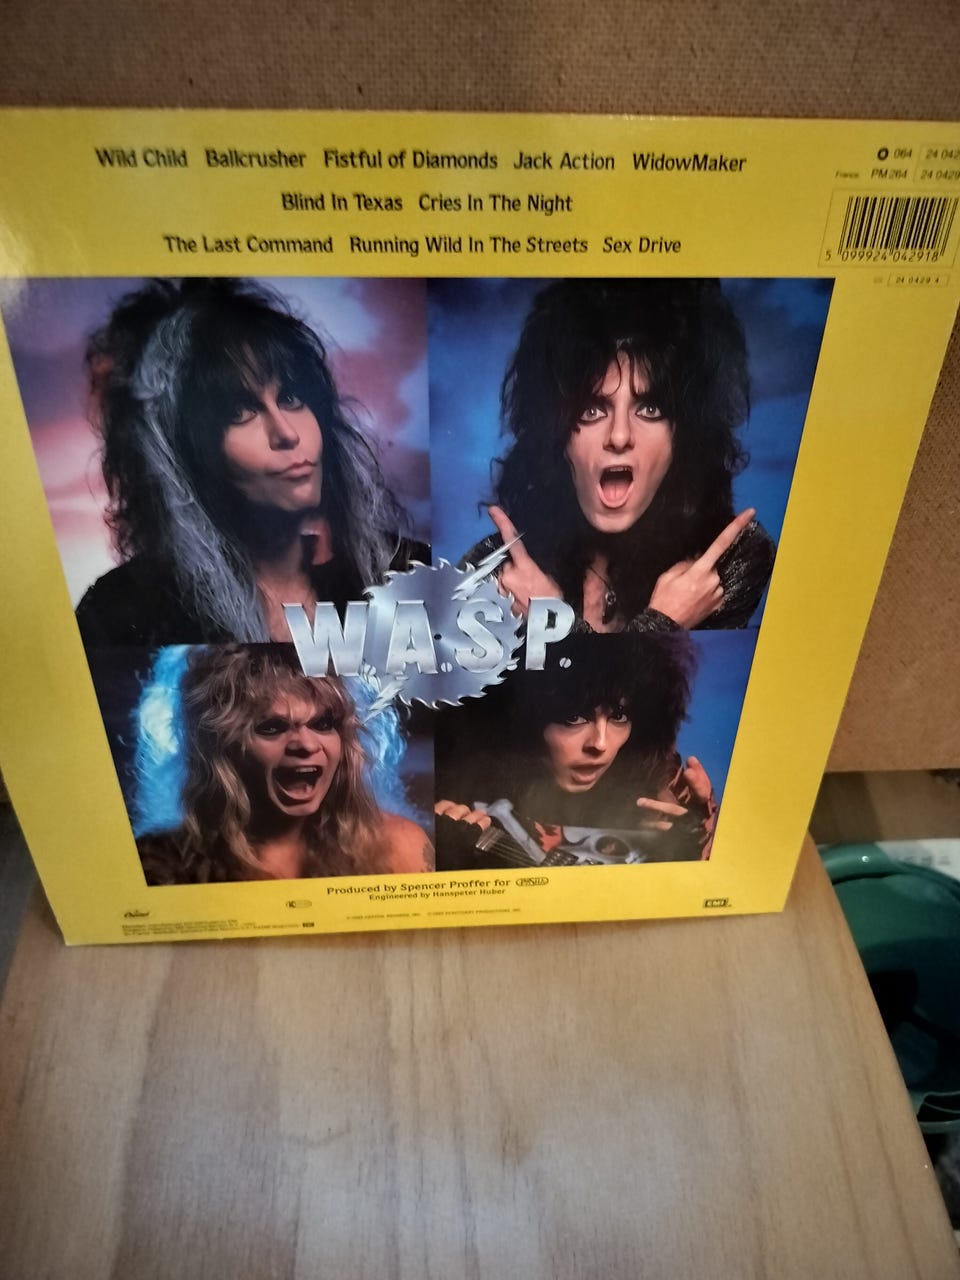 Wild Child Ballcrusher Fistful of Diamonds Jack Action WidowMaker
Blind In Texas Cries In The Night
The Last Command Running Wild In The Streets Sex Drive
064 24 042
France: PM 264 24 0429
5 099924 042918
24 0429 4
W.A.S.P.
Produced by Spencer Proffer for PASHA
Engineered by Hanspeter Huber
Capitol
EMI